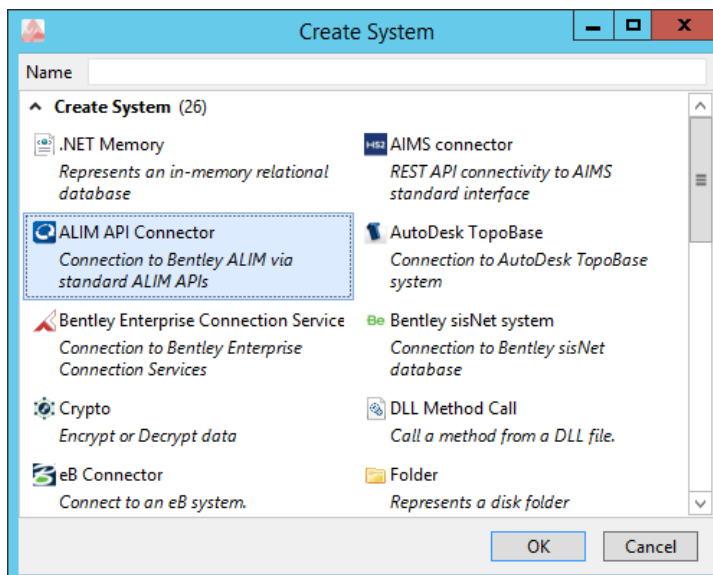 Create System
Name
Create System (26)
.NET Memory
Represents an in-memory relational
database
HS2 AIMS connector
REST API connectivity to AIMS
standard interface
ALIM API Connector
Connection to Bentley ALIM via
standard ALIM APIs
AutoDesk TopoBase
Connection to AutoDesk TopoBase
system
Bentley Enterprise Connection Service
Connection to Bentley Enterprise
Connection Services
Be Bentley sisNet system
Connection to Bentley sisNet
database
Crypto
Encrypt or Decrypt data
DLL Method Call
Call a method from a DLL file.
eB Connector
Connect to an eB system.
Folder
Represents a disk folder
OK
Cancel